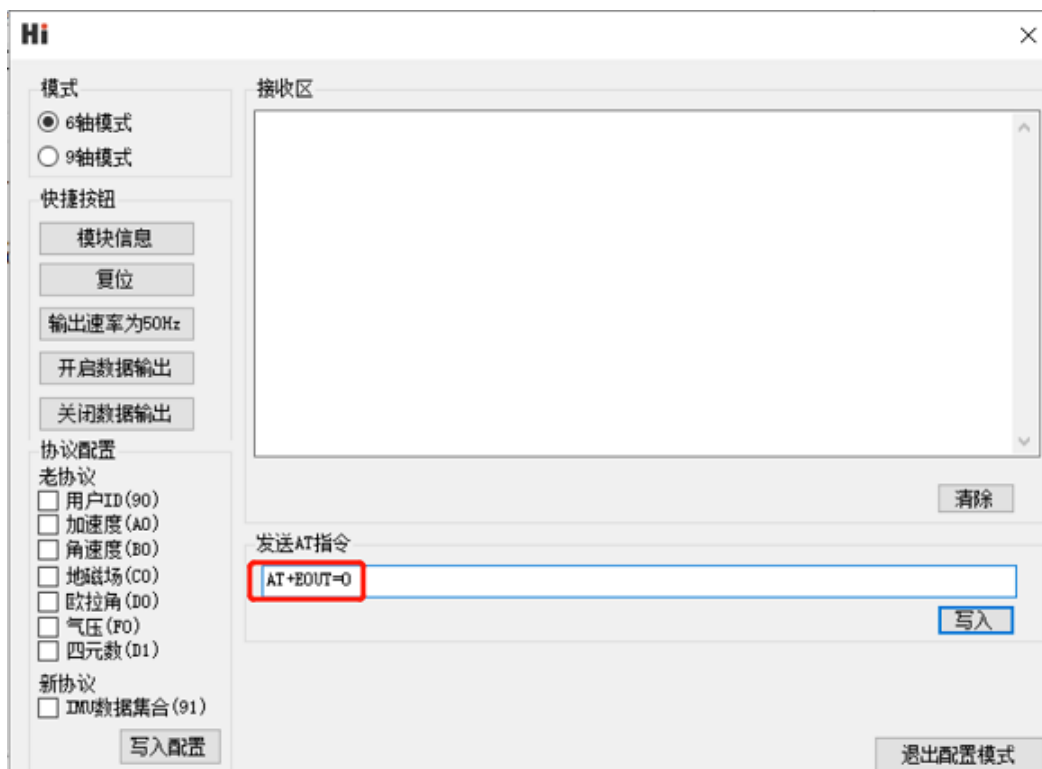 Hi
模式
6轴模式
9轴模式
快捷按钮
模块信息
复位
输出速率为50Hz
开启数据输出
关闭数据输出
协议配置
老协议
用户ID(90)
加速度(A0)
角速度(B0)
地磁场(C0)
欧拉角(D0)
气压(F0)
四元数(D1)
新协议
IMU数据集合(91)
写入配置
接收区
清除
发送AT指令
AT+EOUT=0
写入
退出配置模式